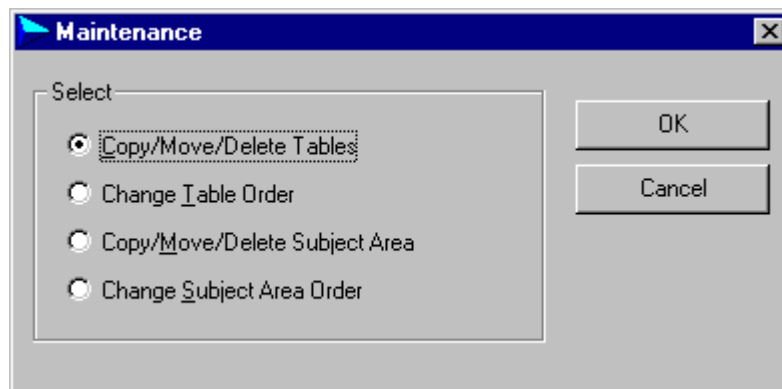 Maintenance
Select
Copy/Move/Delete Tables
Change Table Order
Copy/Move/Delete Subject Area
Change Subject Area Order
OK
Cancel